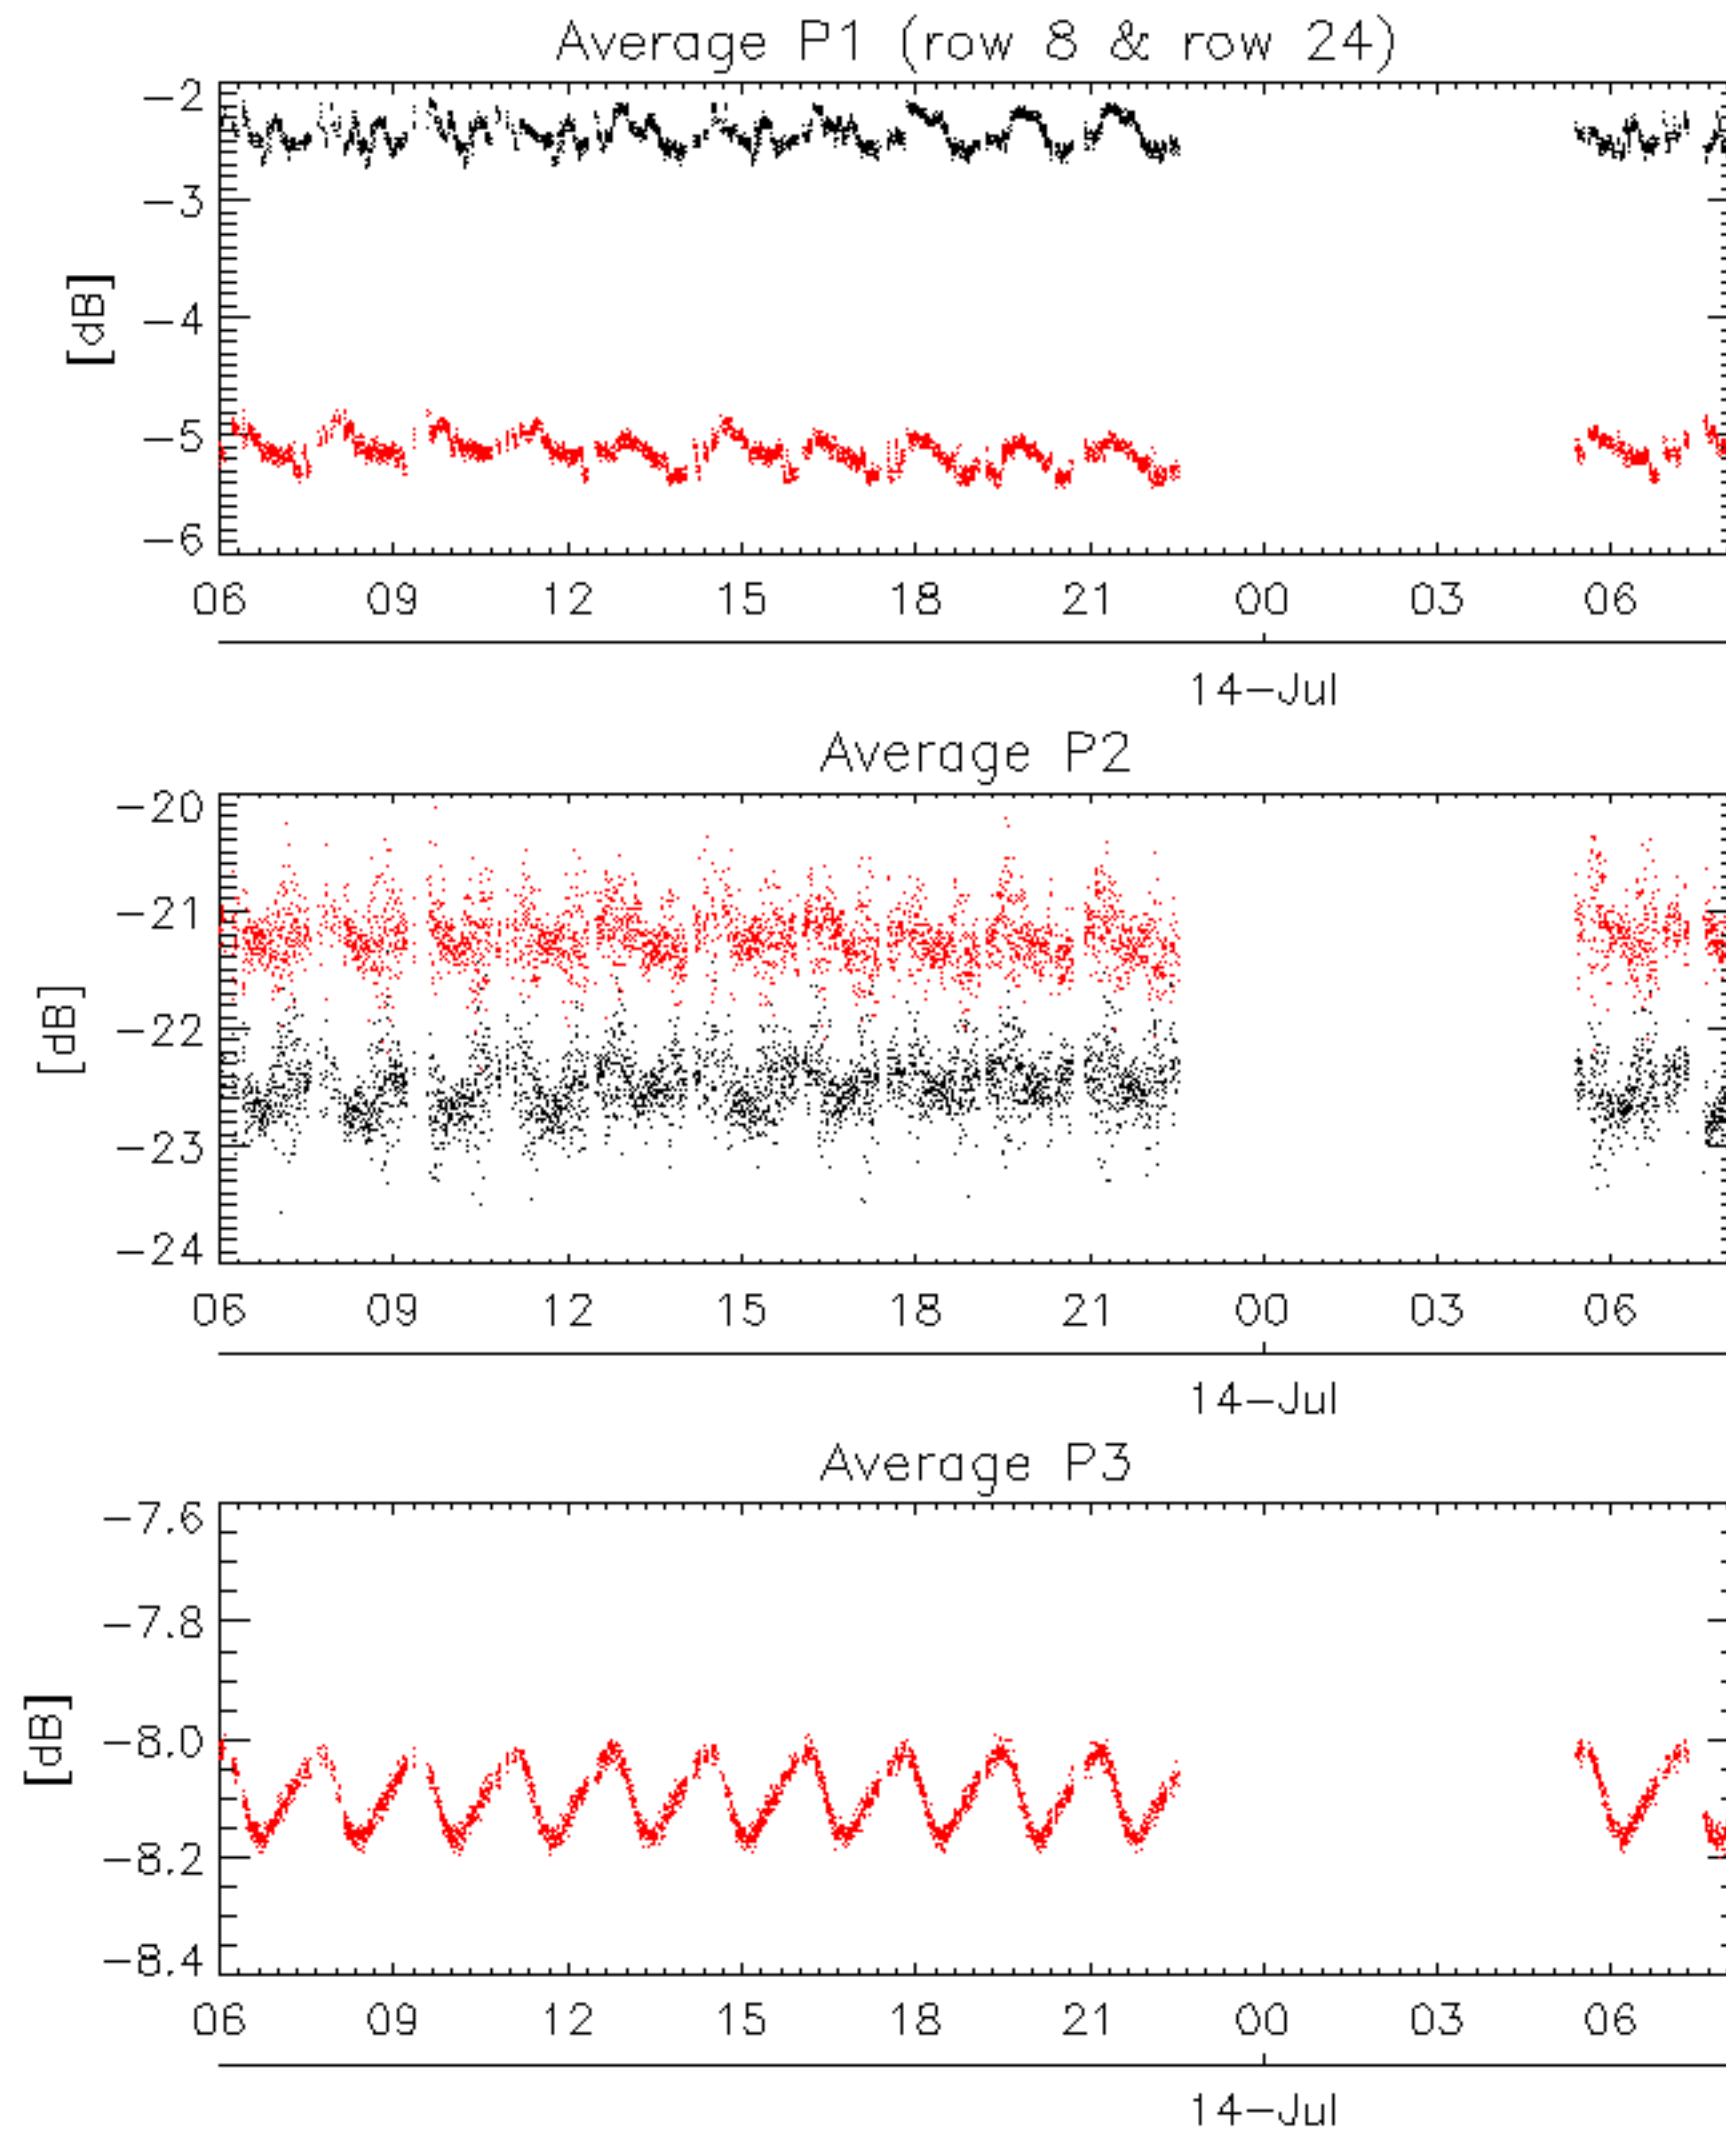 Average P1 (row 8 & row 24)
-2
-3
-4
-5
-6
[dB]
06 09 12 15 18 21 00 03 06
14-Jul
Average P2
-20
-21
-22
-23
-24
[dB]
06 09 12 15 18 21 00 03 06
14-Jul
Average P3
-7.6
-7.8
-8.0
-8.2
-8.4
[dB]
06 09 12 15 18 21 00 03 06
14-Jul